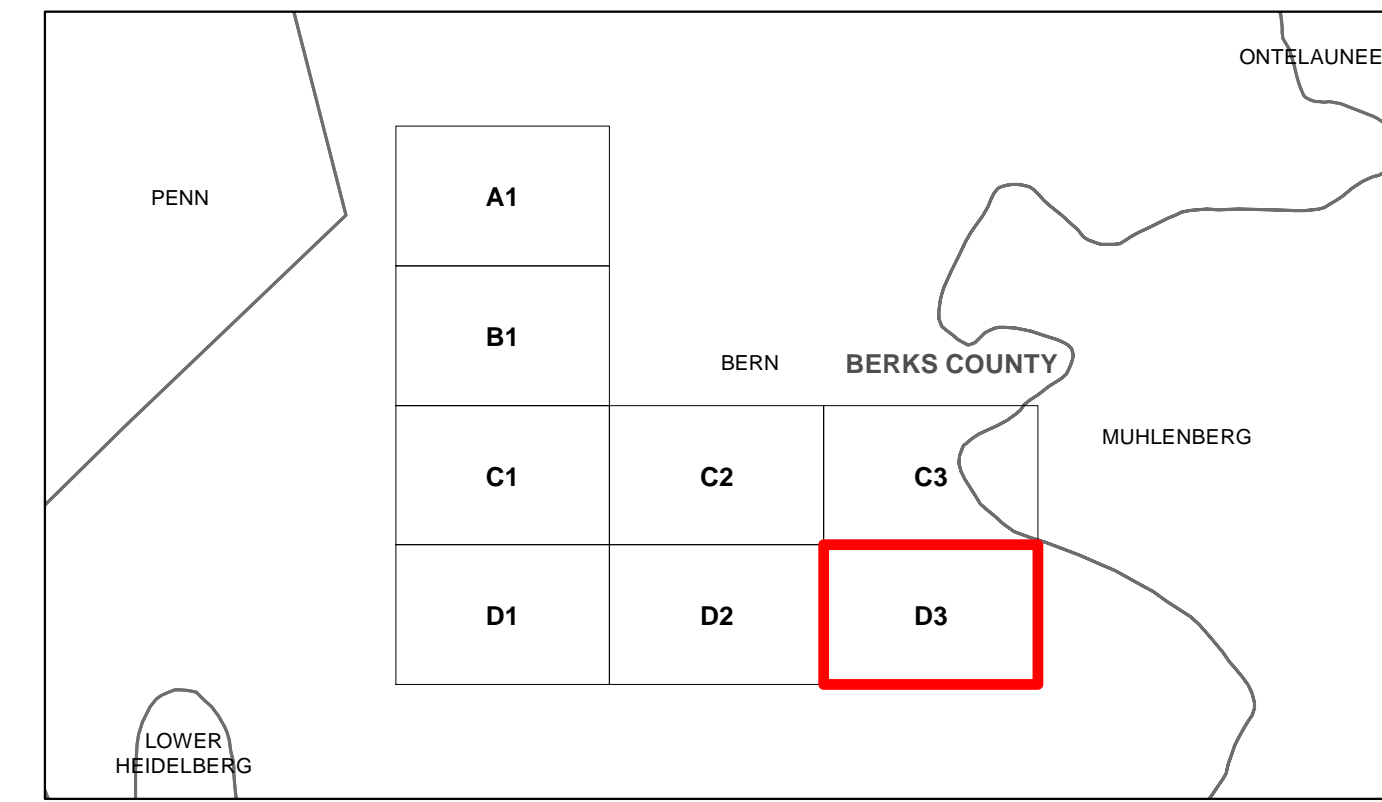 ONTELAUNEE
PENN
A1
B1
BERN
BERKS COUNTY
MUHLENBERG
C1
C2
C3
D1
D2
D3
LOWER
HEIDELBERG